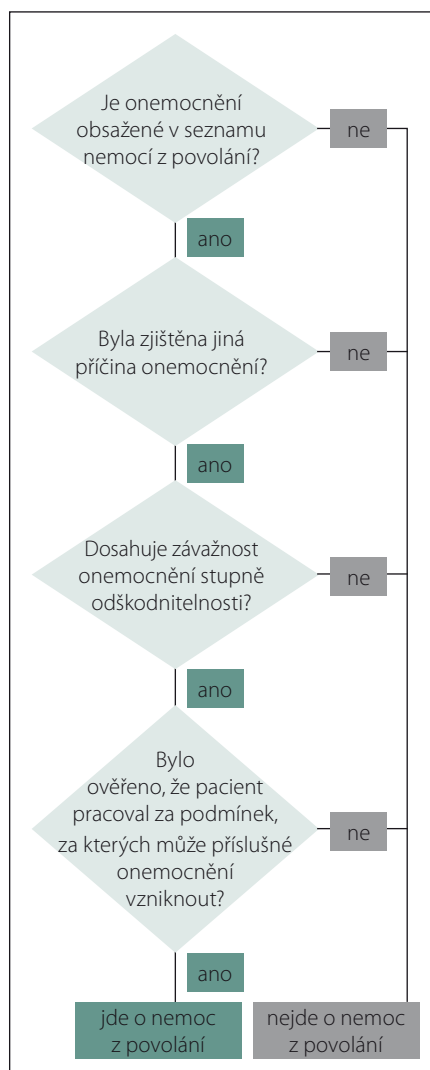 Je onemocnění
obsažené v seznamu
nemocí z povolání?
ne
ano
Byla zjištěna jiná
příčina onemocnění?
ne
ano
Dosahuje závažnost
onemocnění stupně
odškodnitelnosti?
ne
ano
Bylo
ověřeno, že pacient
pracoval za podmínek,
za kterých může příslušné
onemocnění
vzniknout?
ne
ano
jde o nemoc
z povolání
nejde o nemoc
z povolání